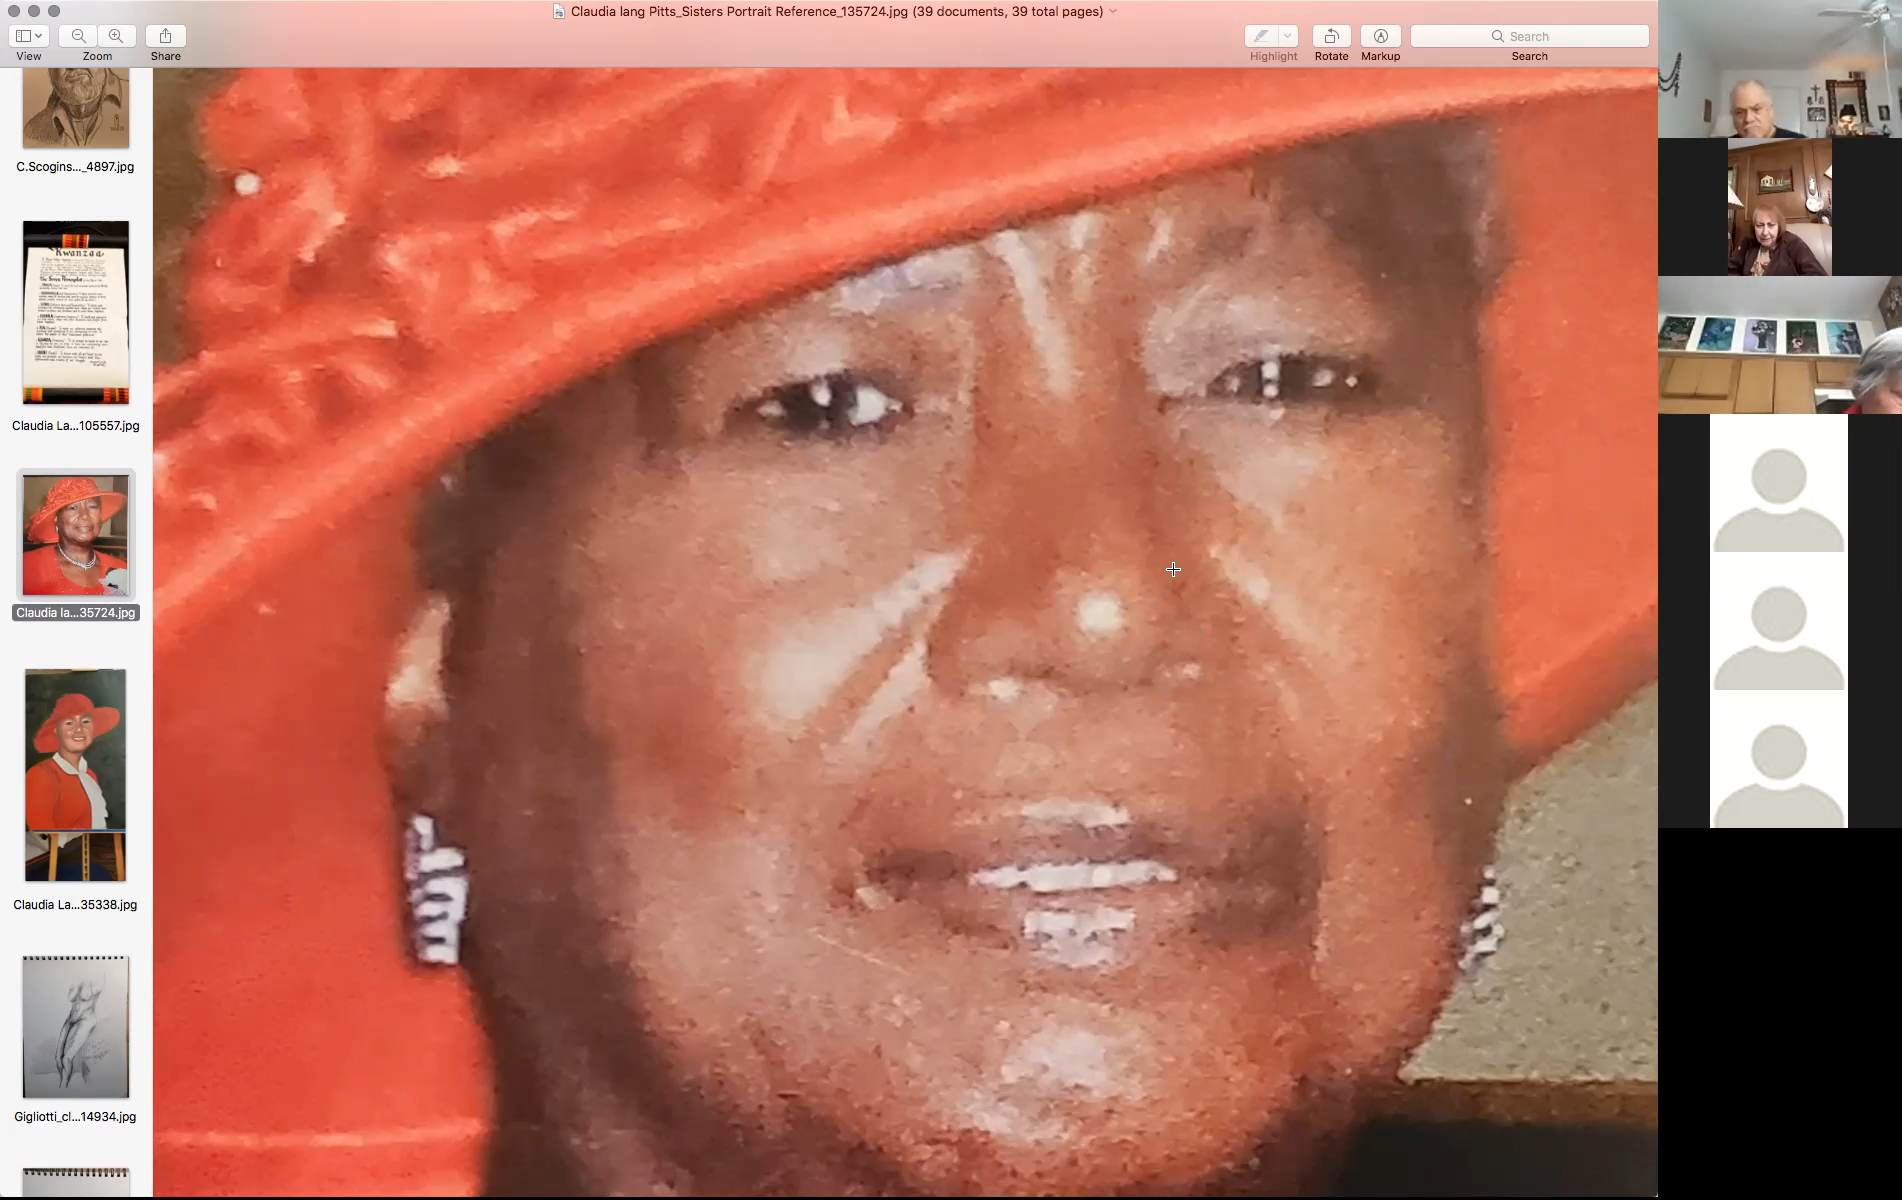 Claudia lang Pitts_Sisters Portrait Reference_135724.jpg (39 documents, 39 total pages)
View
Zoom
Share
Highlight
Rotate
Markup
Search
Search
C.Scogins..._4897.jpg
Kwanzaa
Claudia La...105557.jpg
Claudia la...35724.jpg
Claudia La...35338.jpg
Gigliotti_cl...14934.jpg